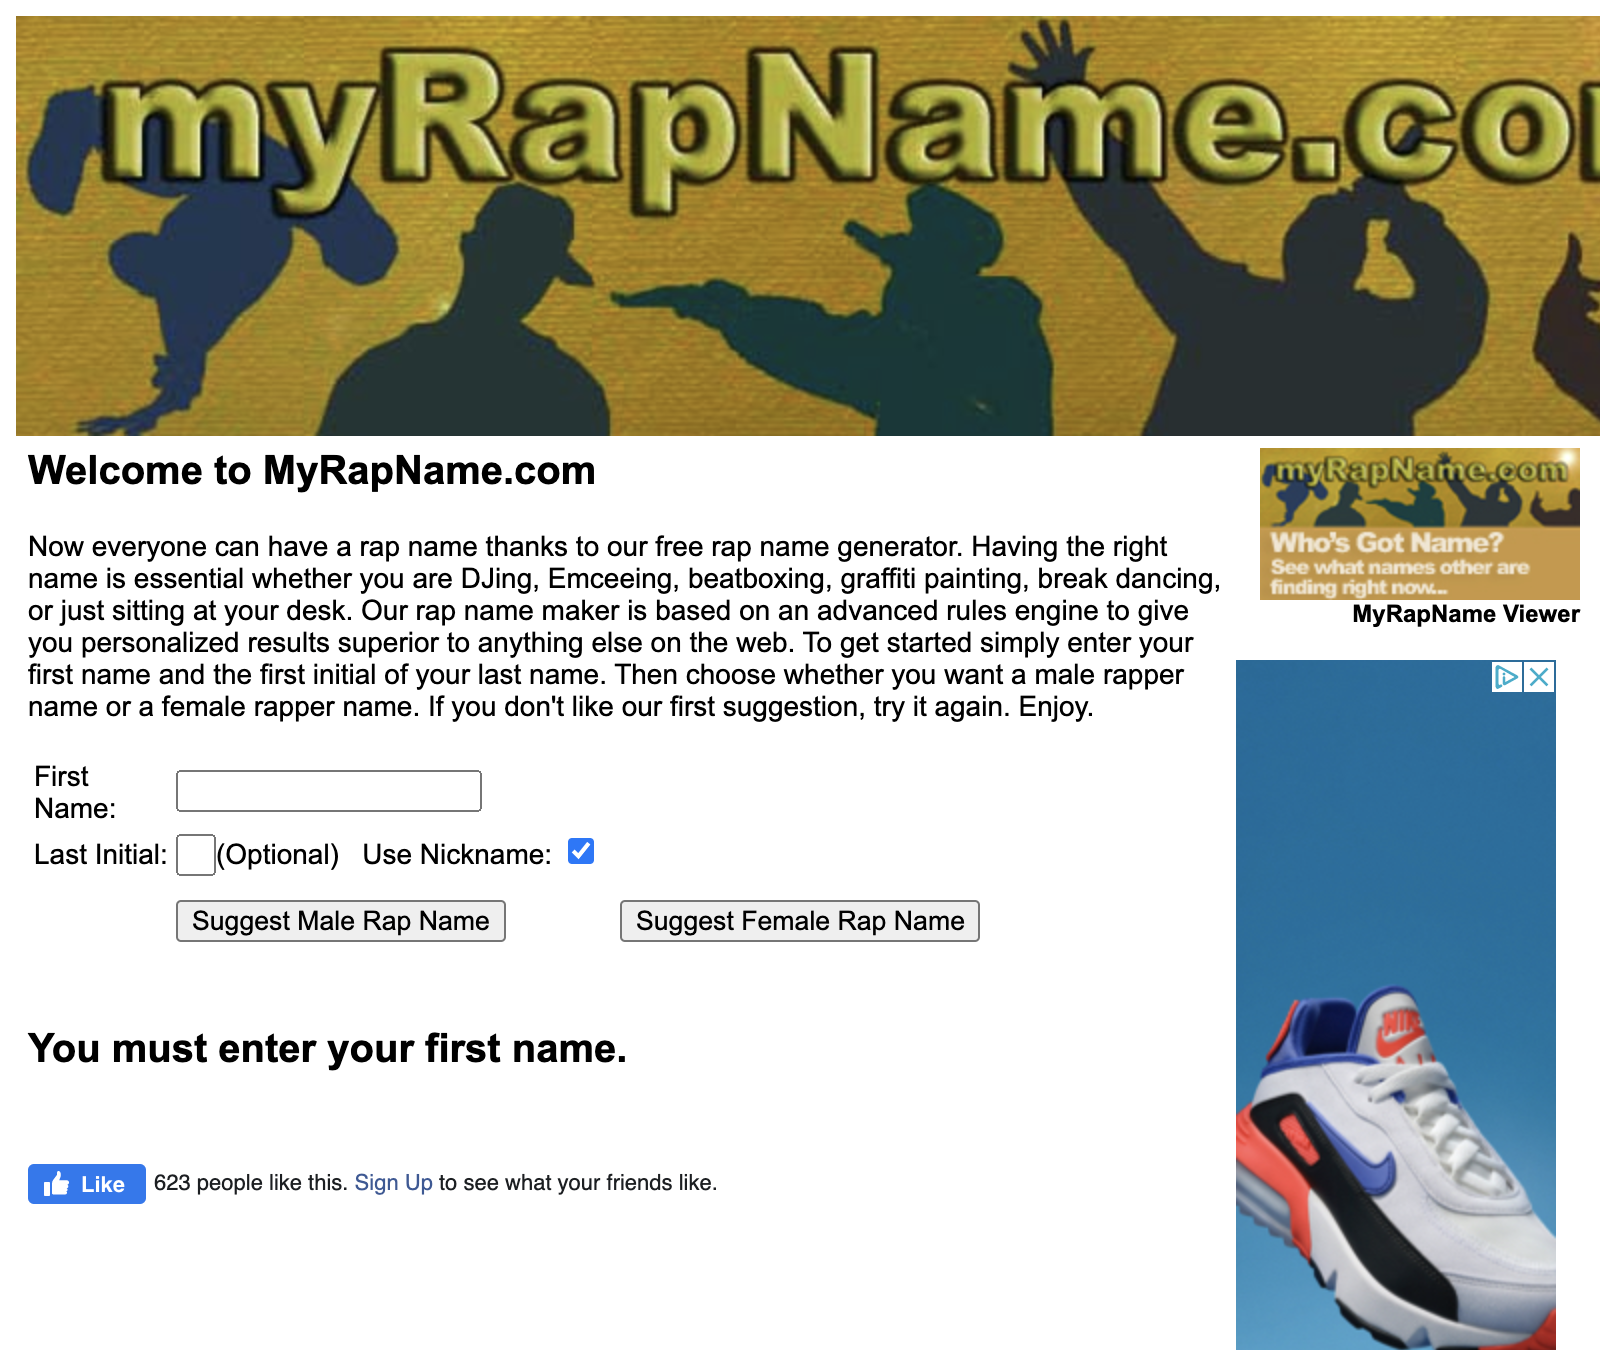 myRapName.co
Welcome to MyRapName.com
Now everyone can have a rap name thanks to our free rap name generator. Having the right
name is essential whether you are DJing, Emceeing, beatboxing, graffiti painting, break dancing,
or just sitting at your desk. Our rap name maker is based on an advanced rules engine to give
you personalized results superior to anything else on the web. To get started simply enter your
first name and the first initial of your last name. Then choose whether you want a male rapper
name or a female rapper name. If you don't like our first suggestion, try it again. Enjoy.
First
Name:
Last Initial: (Optional) Use Nickname:
Suggest Male Rap Name Suggest Female Rap Name
You must enter your first name.
Like 623 people like this. Sign Up to see what your friends like.
myRapName.com
Who's Got Name?
See what names other are
finding right now...
MyRapName Viewer
NIKE